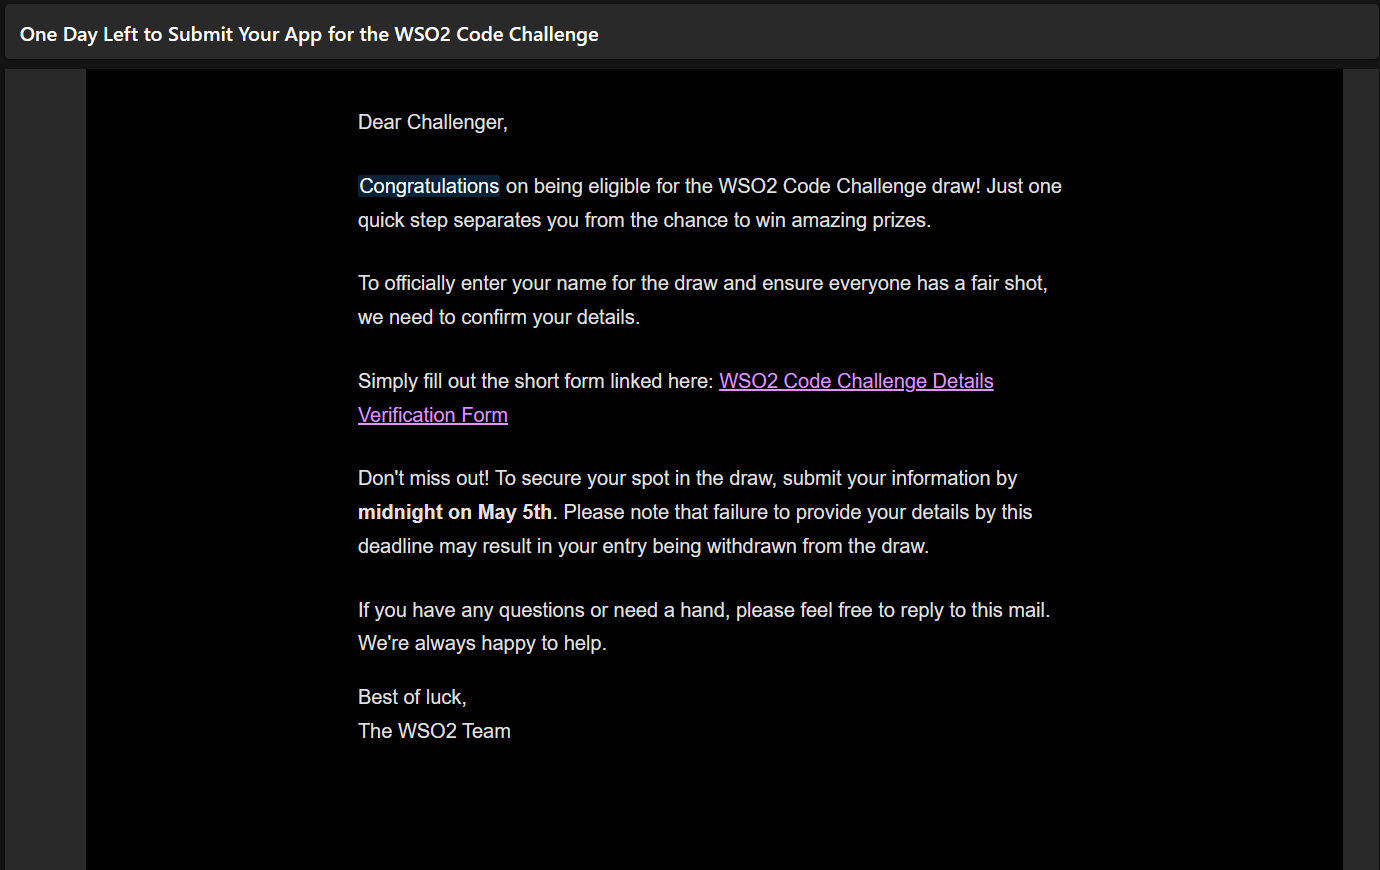 One Day Left to Submit Your App for the WSO2 Code Challenge
Dear Challenger,
Congratulations on being eligible for the WSO2 Code Challenge draw! Just one
quick step separates you from the chance to win amazing prizes.
To officially enter your name for the draw and ensure everyone has a fair shot,
we need to confirm your details.
Simply fill out the short form linked here: WSO2 Code Challenge Details
Verification Form
Don't miss out! To secure your spot in the draw, submit your information by
midnight on May 5th. Please note that failure to provide your details by this
deadline may result in your entry being withdrawn from the draw.
If you have any questions or need a hand, please feel free to reply to this mail.
We're always happy to help.
Best of luck,
The WSO2 Team